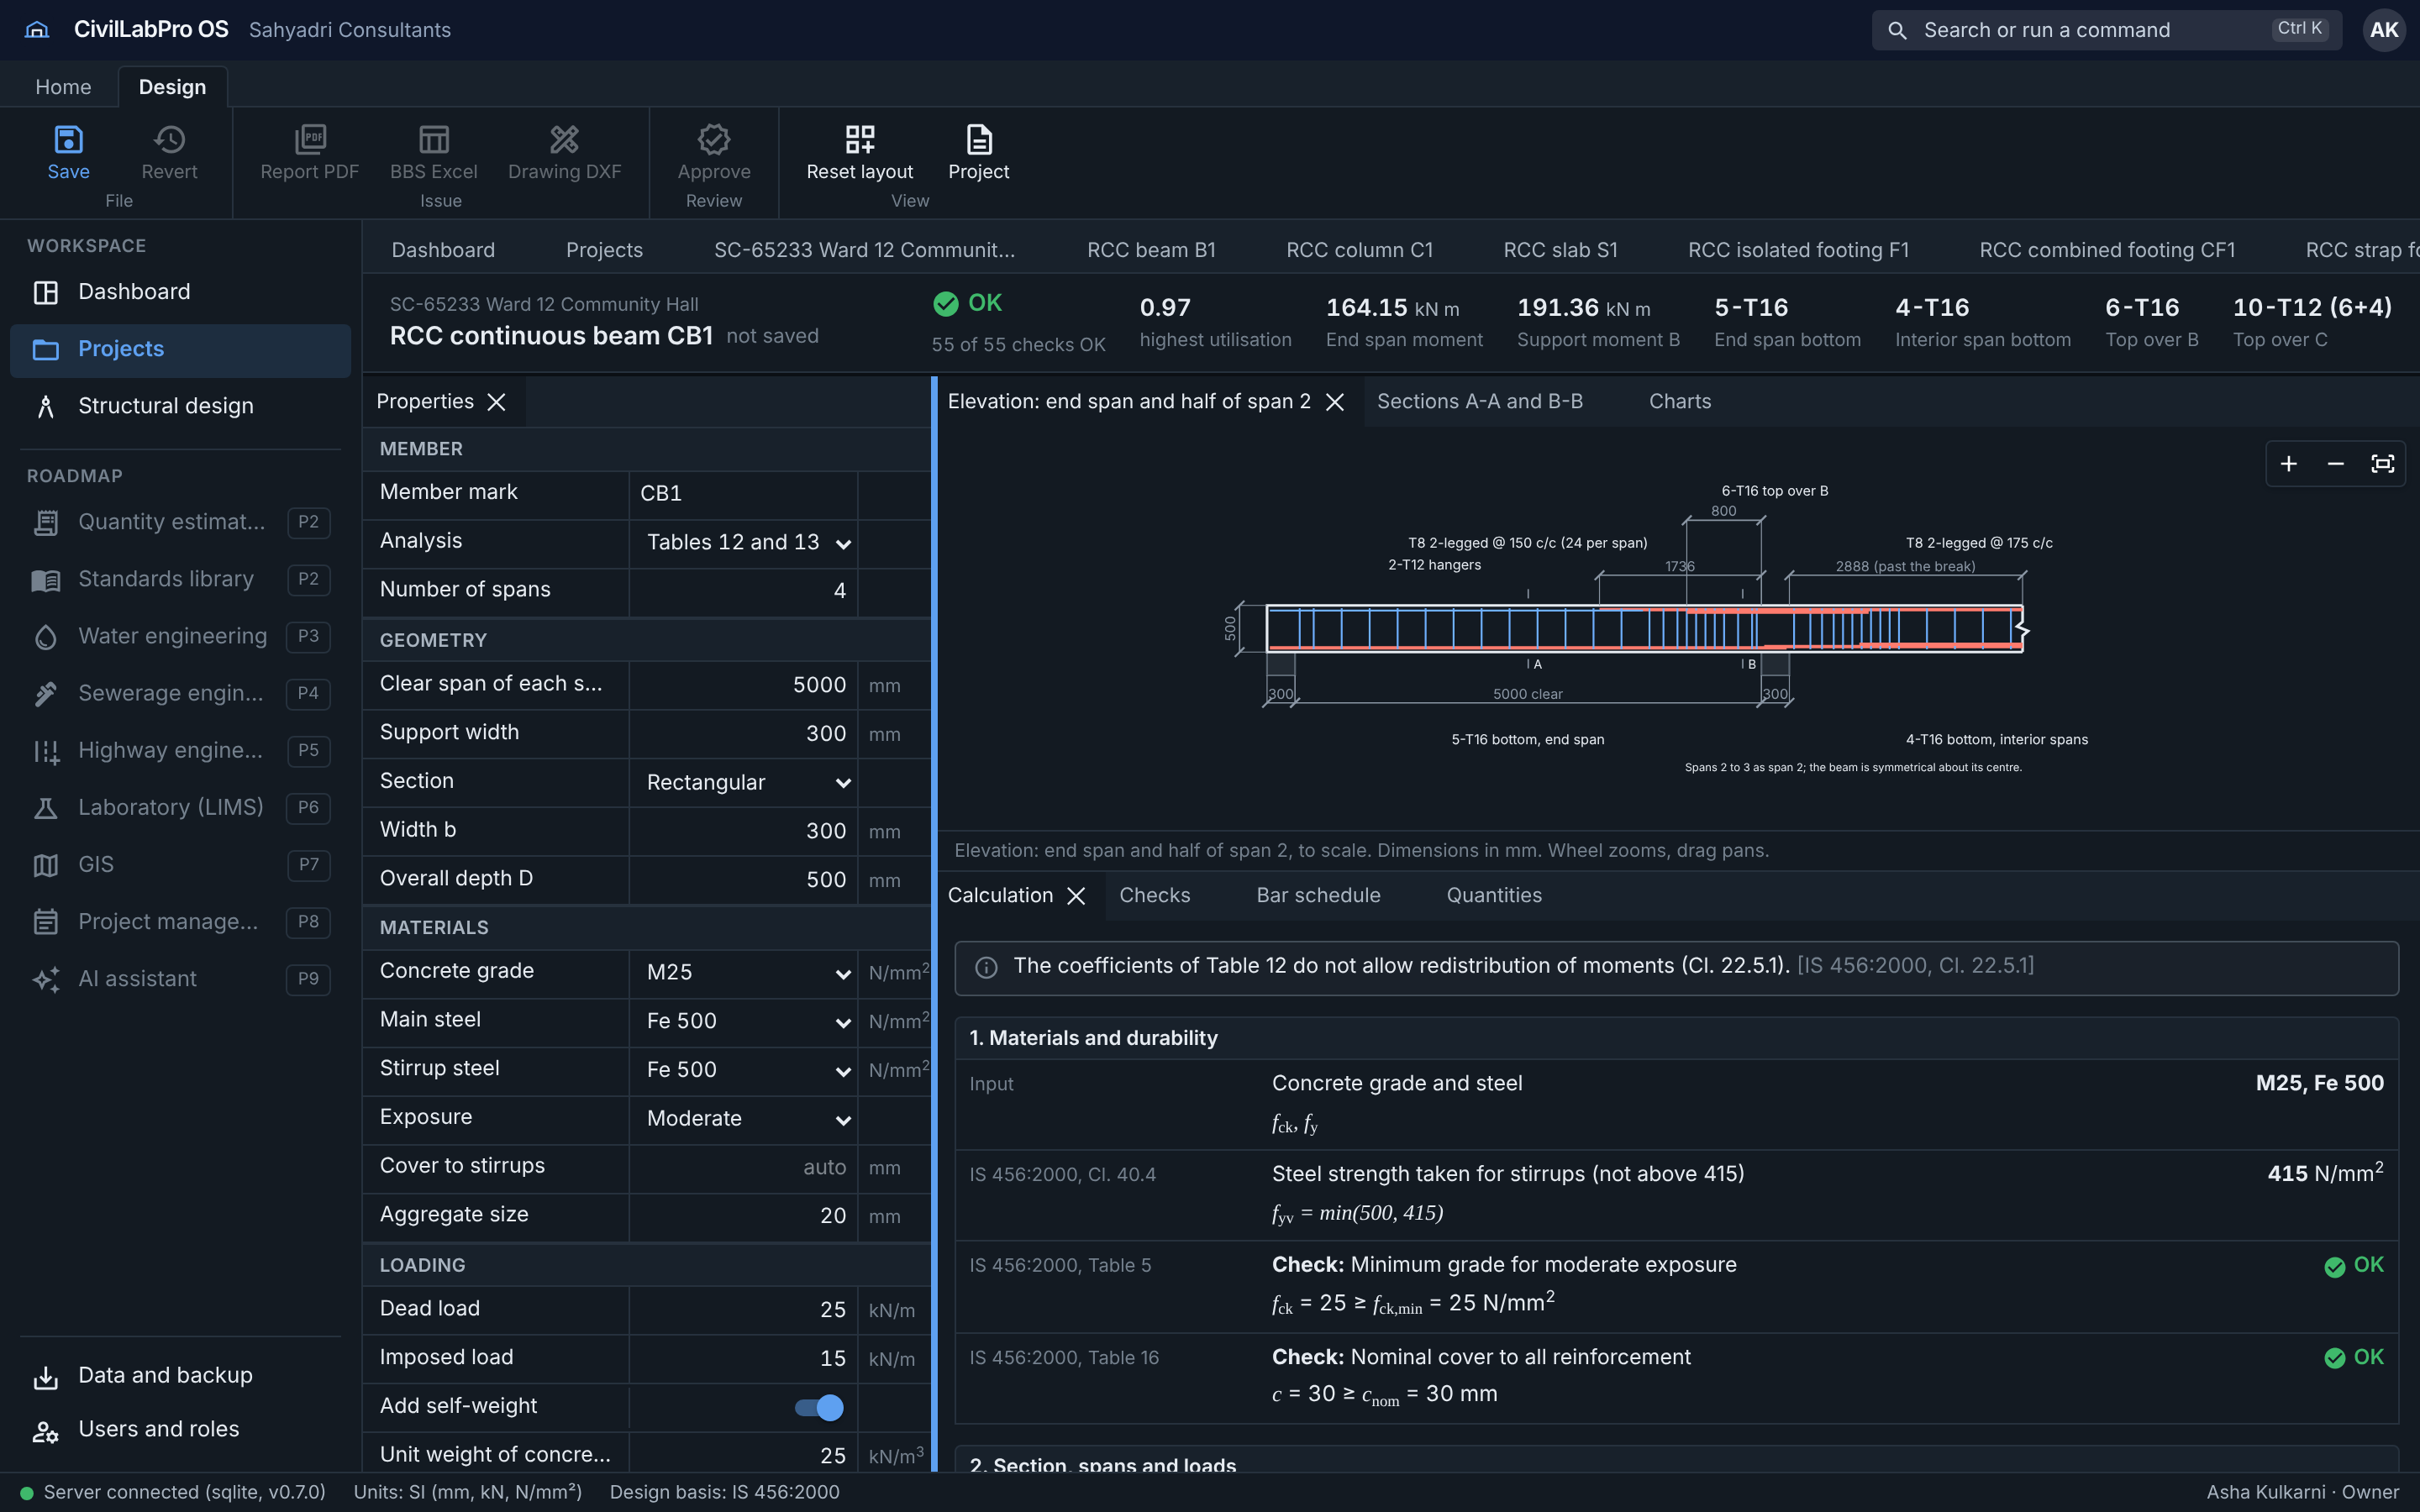 CivilLabPro OS Sahyadri Consultants Search or run a command Ctrl K AK
Home Design
Save Revert Report PDF BBS Excel Drawing DXF Approve Reset layout Project
File Issue Review View
WORKSPACE
Dashboard
Projects
Structural design
ROADMAP
Quantity estimat... P2
Standards library P2
Water engineering P3
Sewerage engin... P4
Highway engine... P5
Laboratory (LIMS) P6
GIS P7
Project manage... P8
AI assistant P9
Data and backup
Users and roles
Dashboard Projects SC-65233 Ward 12 Communit... RCC beam B1 RCC column C1 RCC slab S1 RCC isolated footing F1 RCC combined footing CF1 RCC strap fo
SC-65233 Ward 12 Community Hall
RCC continuous beam CB1 not saved
OK
55 of 55 checks OK
0.97
highest utilisation
164.15 kN m
End span moment
191.36 kN m
Support moment B
5-T16
End span bottom
4-T16
Interior span bottom
6-T16
Top over B
10-T12 (6+4)
Top over C
Properties
MEMBER
Member mark CB1
Analysis Tables 12 and 13
Number of spans 4
GEOMETRY
Clear span of each s... 5000 mm
Support width 300 mm
Section Rectangular
Width b 300 mm
Overall depth D 500 mm
MATERIALS
Concrete grade M25 N/mm²
Main steel Fe 500 N/mm²
Stirrup steel Fe 500 N/mm²
Exposure Moderate
Cover to stirrups auto mm
Aggregate size 20 mm
LOADING
Dead load 25 kN/m
Imposed load 15 kN/m
Add self-weight
Unit weight of concre... 25 kN/m³
Elevation: end span and half of span 2 Sections A-A and B-B Charts
6-T16 top over B
800
T8 2-legged @ 150 c/c (24 per span) T8 2-legged @ 175 c/c
2-T12 hangers 1736 2888 (past the break)
500
A B
300 5000 clear 300
5-T16 bottom, end span 4-T16 bottom, interior spans
Spans 2 to 3 as span 2; the beam is symmetrical about its centre.
Elevation: end span and half of span 2, to scale. Dimensions in mm. Wheel zooms, drag pans.
Calculation Checks Bar schedule Quantities
The coefficients of Table 12 do not allow redistribution of moments (Cl. 22.5.1). [IS 456:2000, Cl. 22.5.1]
1. Materials and durability
Input Concrete grade and steel M25, Fe 500
fck, fy
IS 456:2000, Cl. 40.4 Steel strength taken for stirrups (not above 415) 415 N/mm²
fyv = min(500, 415)
IS 456:2000, Table 5 Check: Minimum grade for moderate exposure OK
fck = 25 ≥ fck,min = 25 N/mm²
IS 456:2000, Table 16 Check: Nominal cover to all reinforcement OK
c = 30 ≥ cnom = 30 mm
2. Section, spans and loads
Server connected (sqlite, v0.7.0) Units: SI (mm, kN, N/mm²) Design basis: IS 456:2000 Asha Kulkarni · Owner